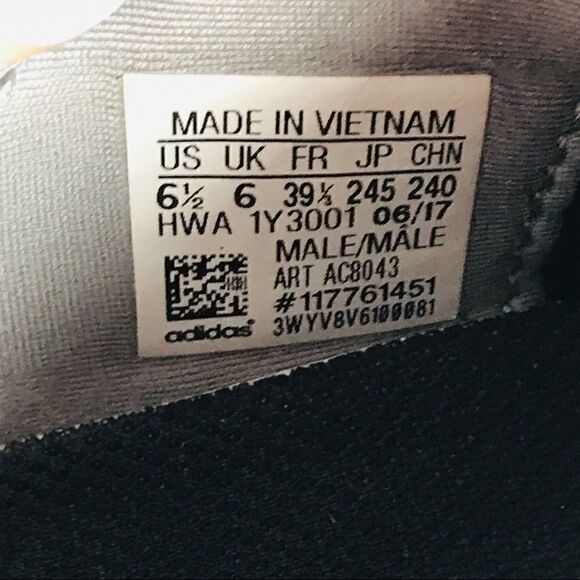 MADE IN VIETNAM
US UK FR JP CHN
6½ 6 39⅓ 245 240
HWA 1Y3001 06/17
MALE/MÂLE
ART AC8043
#117761451
3WYV8V6100081
adidas